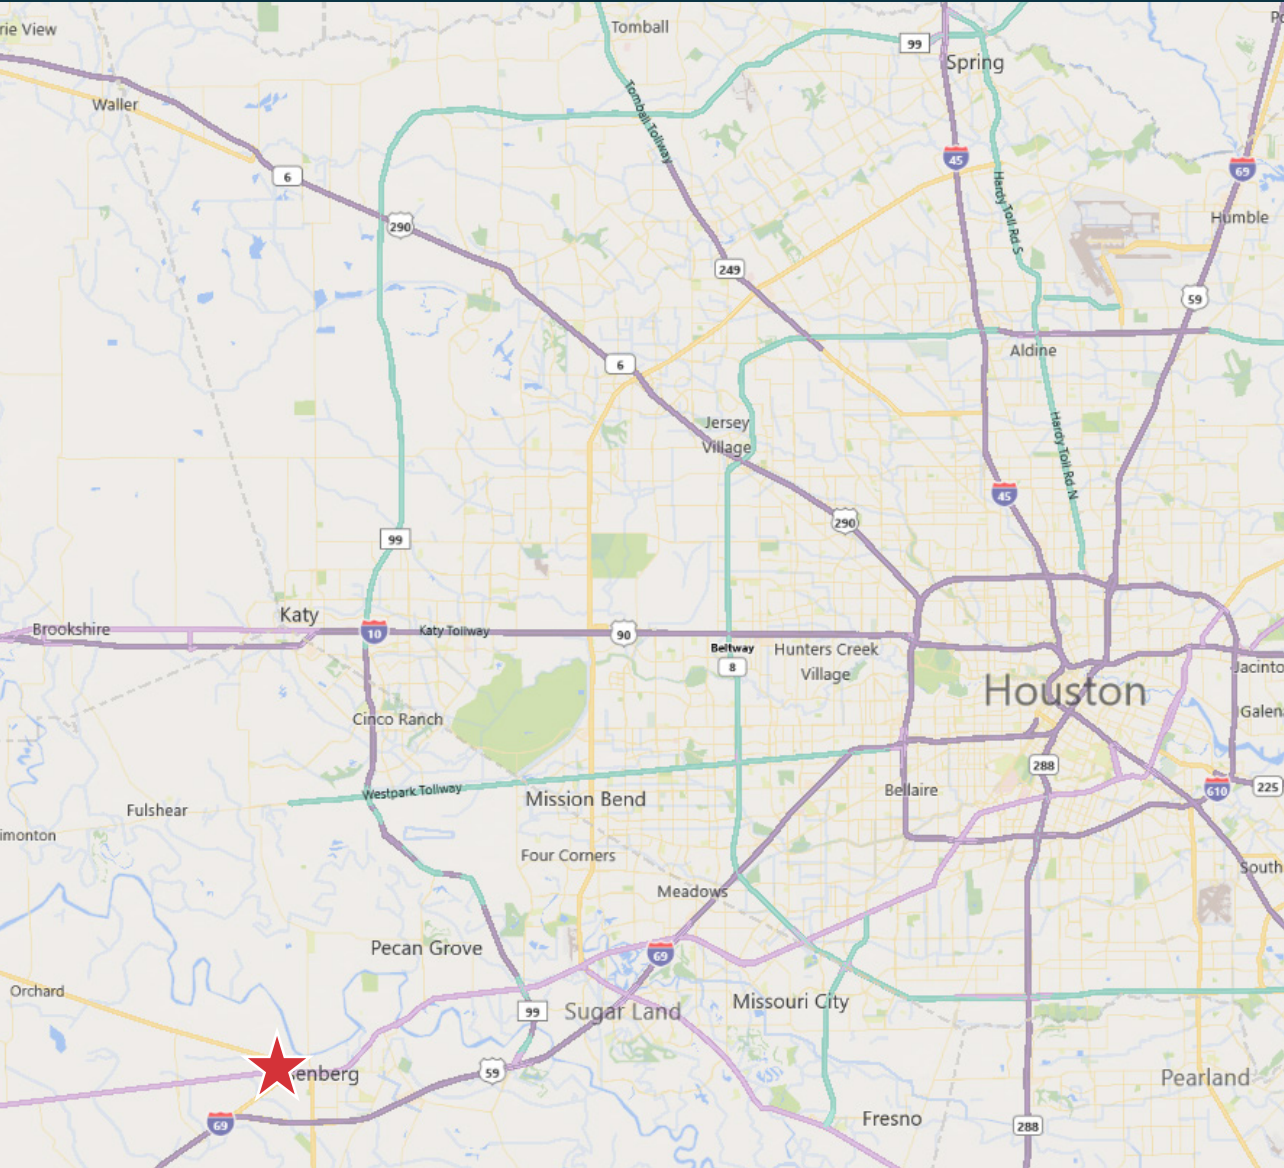 rie View
Tomball
99
Spring
Waller
Tomball Tollway
45
69
6
Hardy Toll Rd S
Humble
290
249
59
Aldine
6
Jersey
Village
Hardy Toll Rd N
45
290
99
Katy
Brookshire
10
Katy Tollway
90
Beltway
8
Hunters Creek
Village
Jacinto
Houston
Cinco Ranch
Galen
288
Westpark Tollway
Mission Bend
Bellaire
610
225
Fulshear
imonton
Four Corners
South
Meadows
Pecan Grove
69
Orchard
99
Sugar Land
Missouri City
enberg
59
Pearland
69
Fresno
288